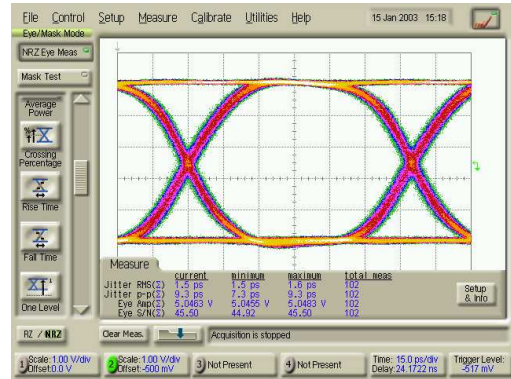 File Control Setup Measure Calibrate Utilities Help 15 Jan 2003 15:18
Eye/Mask Mode
NRZ Eye Meas
Mask Test
Average
Power
Crossing
Percentage
Rise Time
Fall Time
One Level
Measure
current minimum maximum total meas
Jitter RMS(Σ) 1.5 ps 1.5 ps 1.6 ps 102
Jitter p-p(Σ) 9.3 ps 7.3 ps 9.3 ps 102
Eye Amp(Σ) 5.0463 V 5.0455 V 5.0483 V 102
Eye S/N(Σ) 45.50 44.92 45.50 102
Setup
& Info
RZ / NRZ
Clear Meas.
Acquisition is stopped
1 Scale:1.00 V/div
Offset:0.0 V
2 Scale:1.00 V/div
Offset:-500 mV
3 Not Present
4 Not Present
Time: 15.0 ps/div
Delay:24.1722 ns
Trigger Level:
-517 mV